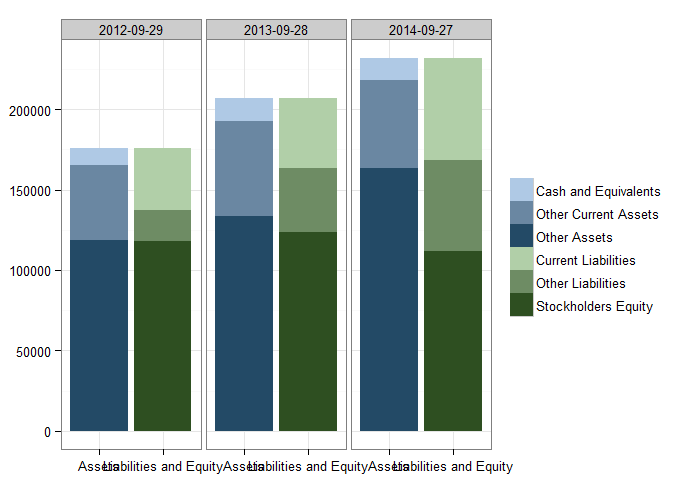 2012-09-29 2013-09-28 2014-09-27
200000
150000
100000
50000
0
Assets Liabilities and Equity Assets Liabilities and Equity Assets Liabilities and Equity
Cash and Equivalents
Other Current Assets
Other Assets
Current Liabilities
Other Liabilities
Stockholders Equity